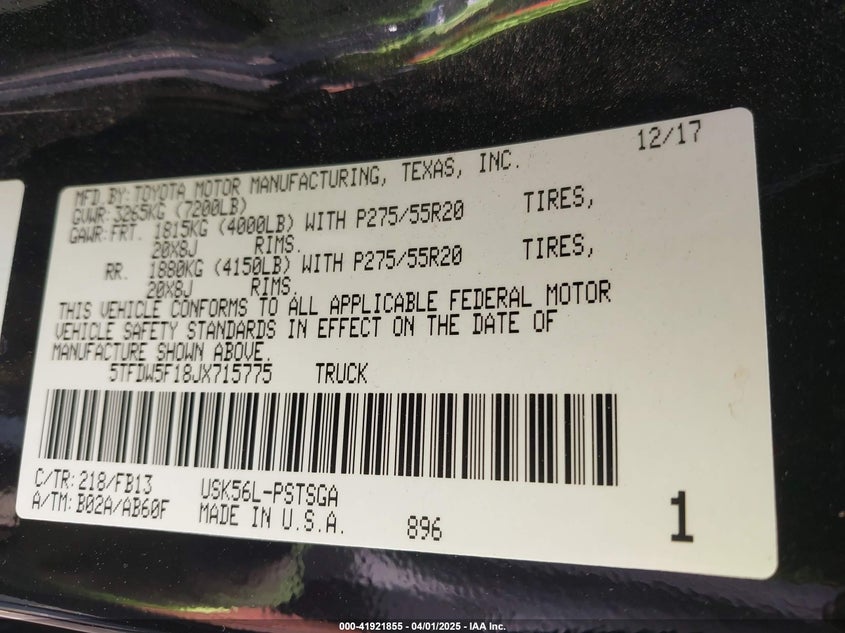 12/17
MFD. BY: TOYOTA MOTOR MANUFACTURING, TEXAS, INC.
GVWR: 3265KG (7200LB)
GAWR: FRT. 1815KG (4000LB) WITH P275/55R20 TIRES,
20X8J RIMS.
RR. 1880KG (4150LB) WITH P275/55R20 TIRES,
20X8J RIMS.
THIS VEHICLE CONFORMS TO ALL APPLICABLE FEDERAL MOTOR
VEHICLE SAFETY STANDARDS IN EFFECT ON THE DATE OF
MANUFACTURE SHOWN ABOVE.
5TFDW5F18JX715775 TRUCK
C/TR: 218/FB13 USK56L-PSTSGA
A/TM: B02A/AB60F MADE IN U.S.A. 896 1
000-41921855 - 04/01/2025 - IAA Inc.